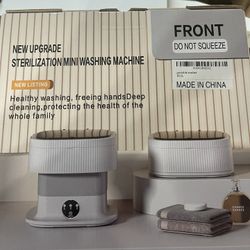 FRONT
DO NOT SQUEEZE
NEW UPGRADE
STERILIZATION MINI WASHING MACHINE
NEW LISTING
MADE IN CHINA
Healthy washing, freeing handsDeep
cleaning,protecting the health of the
whole family